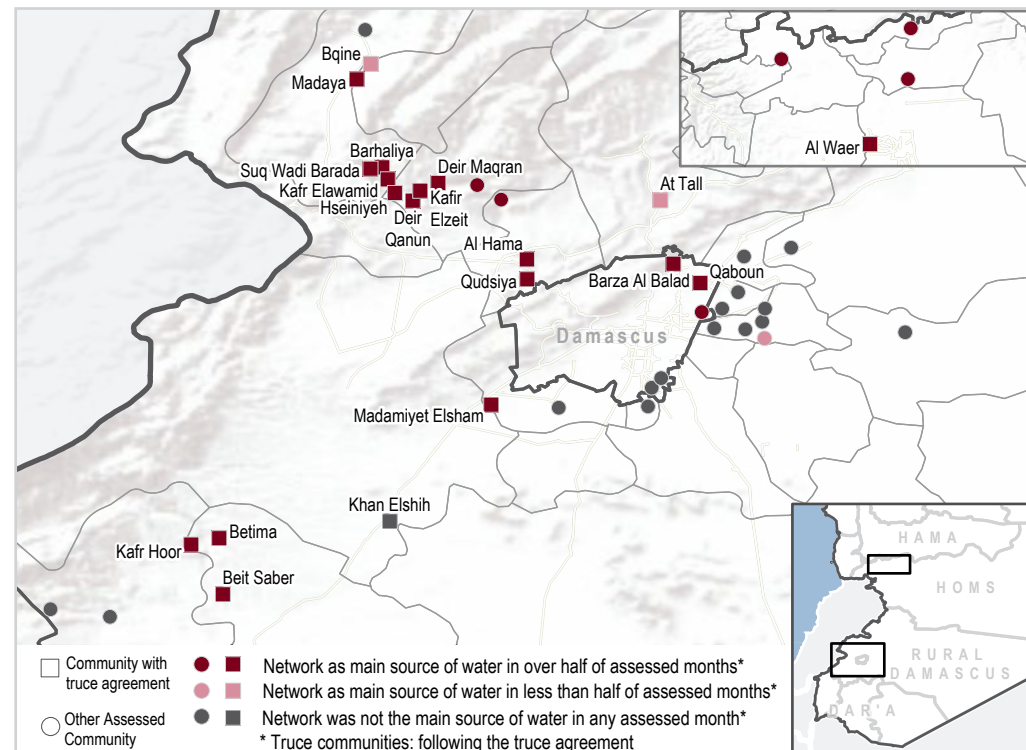 Bqine
Madaya
Barhaliya
Suq Wadi Barada
Deir Maqran
Kafr Elawamid
Kafir
Hseiniyeh
Elzeit
Deir
Qanun
At Tall
Al Hama
Qudsiya
Barza Al Balad
Qaboun
Damascus
Madamiyet Elsham
Khan Elshih
Betima
Kafr Hoor
Beit Saber
Al Waer
HAMA
HOMS
RURAL
DAMASCUS
DAR'A
Community with
truce agreement
Other Assessed
Community
Network as main source of water in over half of assessed months*
Network as main source of water in less than half of assessed months*
Network was not the main source of water in any assessed month*
* Truce communities: following the truce agreement